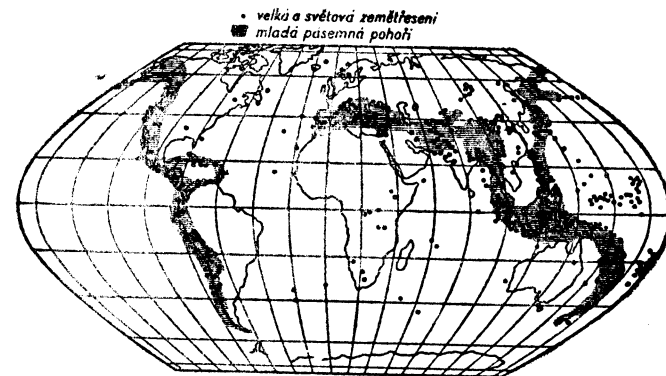 • velká a světová zemětřesení
mladá pásemná pohoří